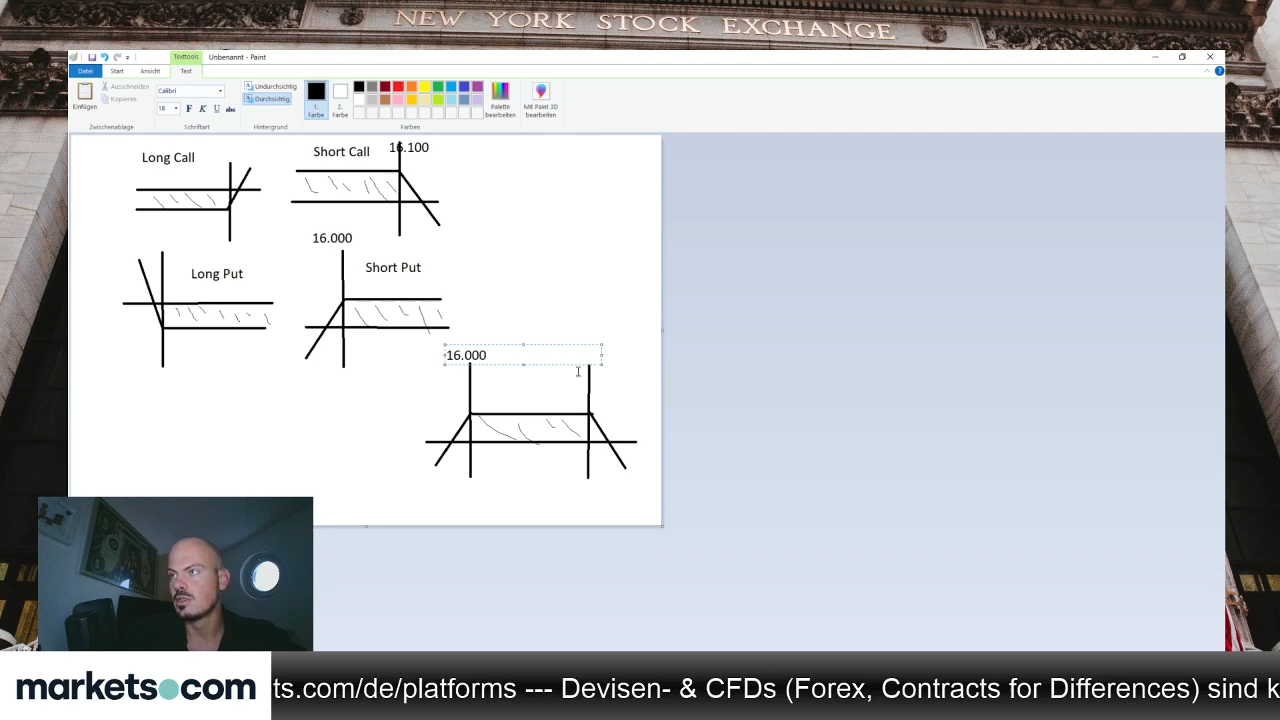 NEW YORK STOCK EXCHANGE
Texttools
Unbenannt - Paint
Datei
Start
Ansicht
Text
Einfügen
Ausschneiden
Kopieren
Zwischenablage
Calibri
18
F K U abc
Schriftart
Undurchsichtig
Durchsichtig
Hintergrund
1. Farbe
2. Farbe
Farben
Palette bearbeiten
Mit Paint 3D bearbeiten
Long Call
Short Call
16.100
16.000
Long Put
Short Put
16.000
markets.com
ts.com/de/platforms --- Devisen- & CFDs (Forex, Contracts for Differences) sind k